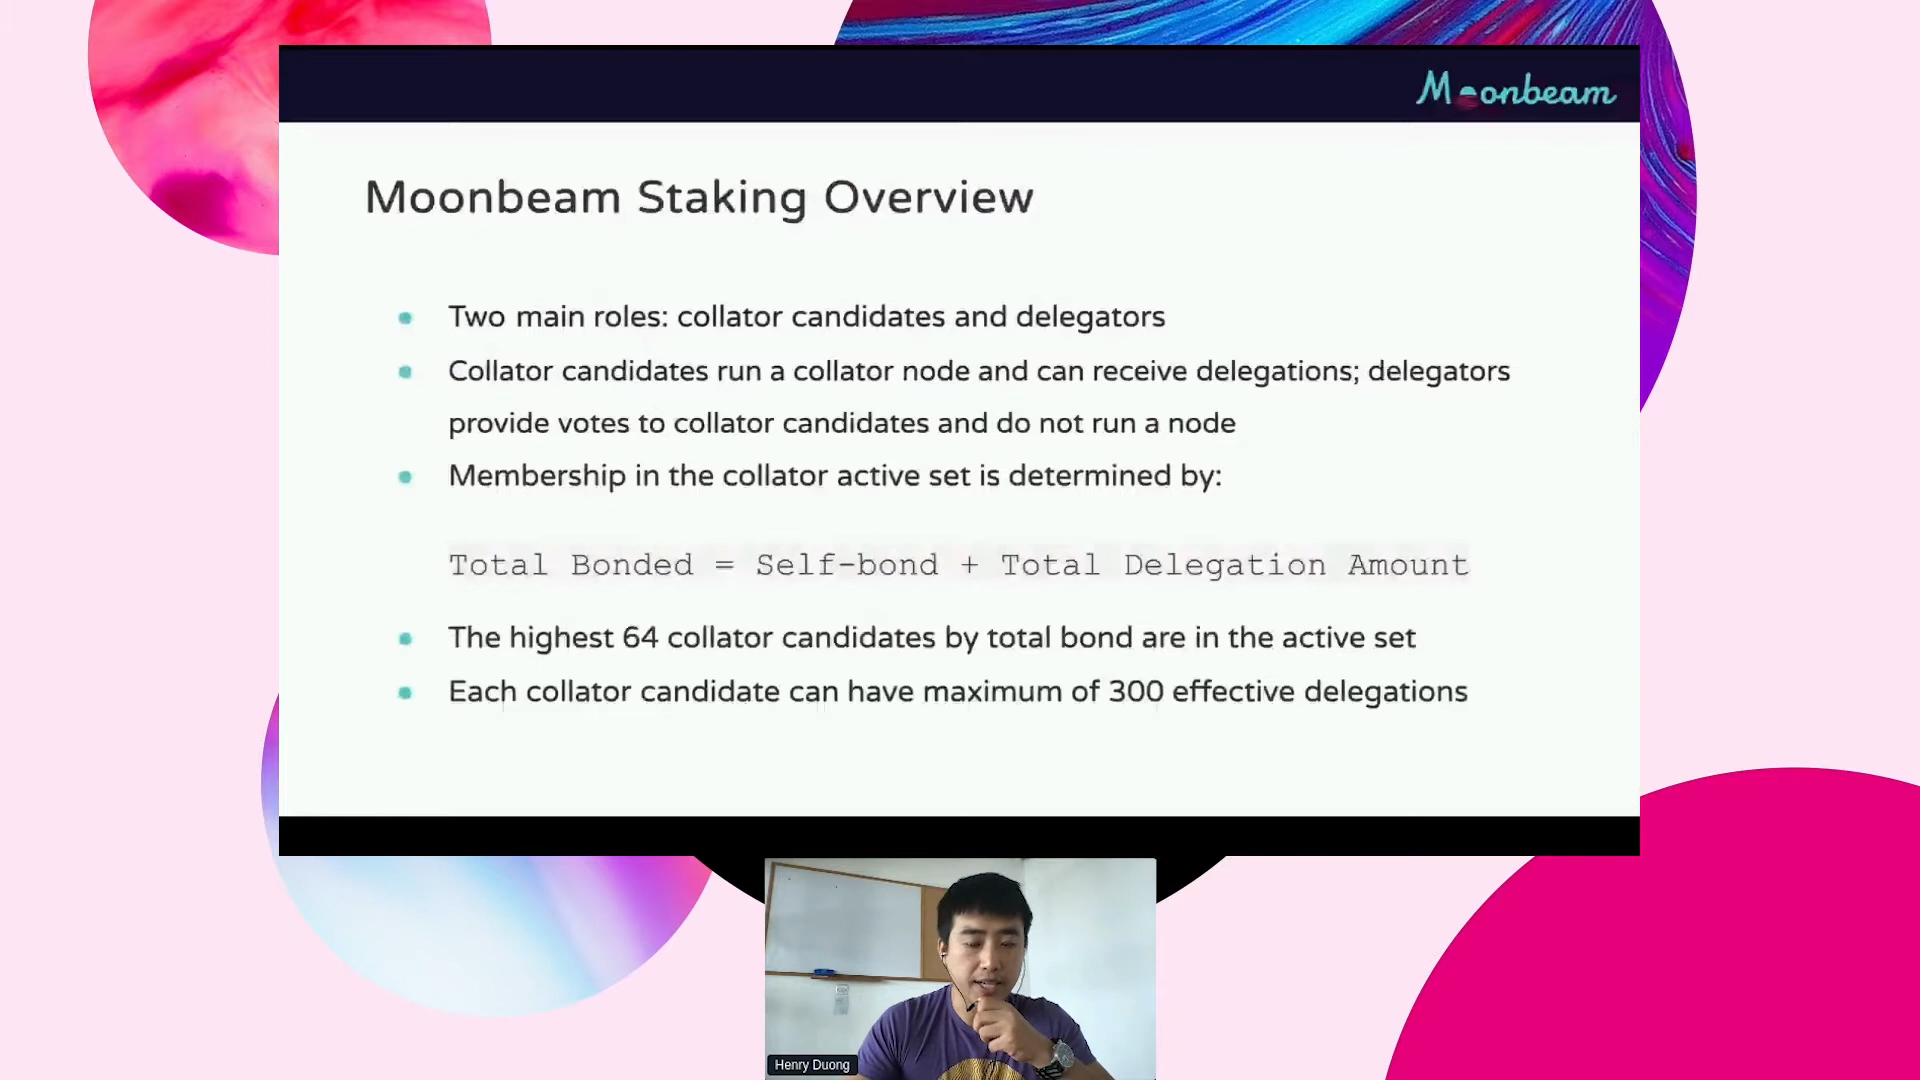 Moonbeam
Moonbeam Staking Overview
Two main roles: collator candidates and delegators
Collator candidates run a collator node and can receive delegations; delegators
provide votes to collator candidates and do not run a node
Membership in the collator active set is determined by:
Total Bonded = Self-bond + Total Delegation Amount
The highest 64 collator candidates by total bond are in the active set
Each collator candidate can have maximum of 300 effective delegations
Henry Duong